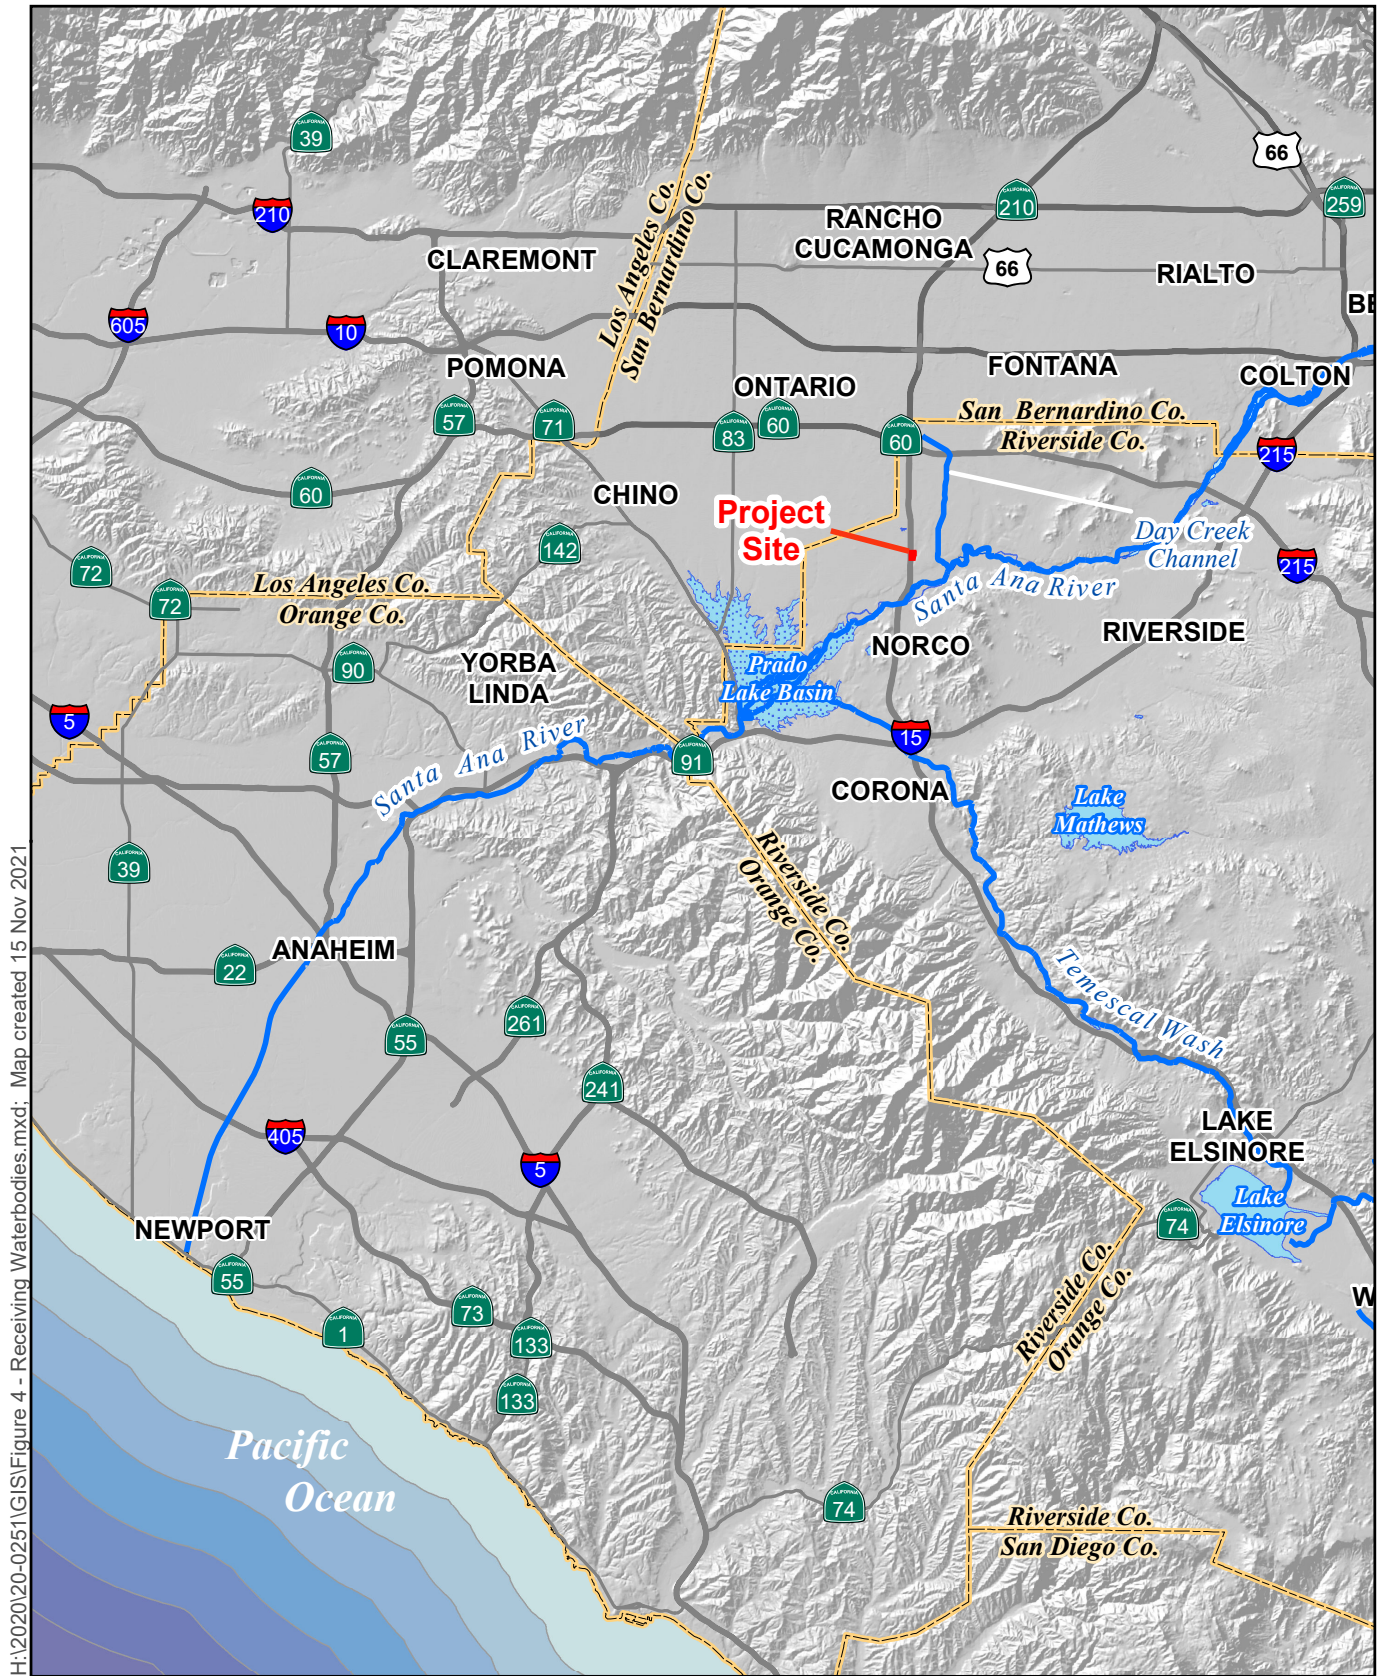 39
66
210
210
259
Los Angeles Co.
San Bernardino Co.
RANCHO
CUCAMONGA
CLAREMONT
66
RIALTO
605
10
BE
POMONA
ONTARIO
FONTANA
COLTON
57
71
83
60
60
San Bernardino Co.
Riverside Co.
215
60
CHINO
Project
Site
142
Day Creek
Channel
72
215
72
Los Angeles Co.
Orange Co.
Santa Ana River
90
YORBA
LINDA
NORCO
RIVERSIDE
Prado
Lake Basin
5
57
Santa Ana River
91
15
CORONA
Lake
Mathews
39
Riverside Co.
Orange Co.
22
ANAHEIM
Temescal Wash
261
55
241
405
5
LAKE
ELSINORE
Lake
Elsinore
74
NEWPORT
55
73
1
133
133
Riverside Co.
Orange Co.
W
Pacific
Ocean
74
Riverside Co.
San Diego Co.
H:\2020\20-0251\GIS\Figure 4 - Receiving Waterbodies.mxd; Map created 15 Nov 2021